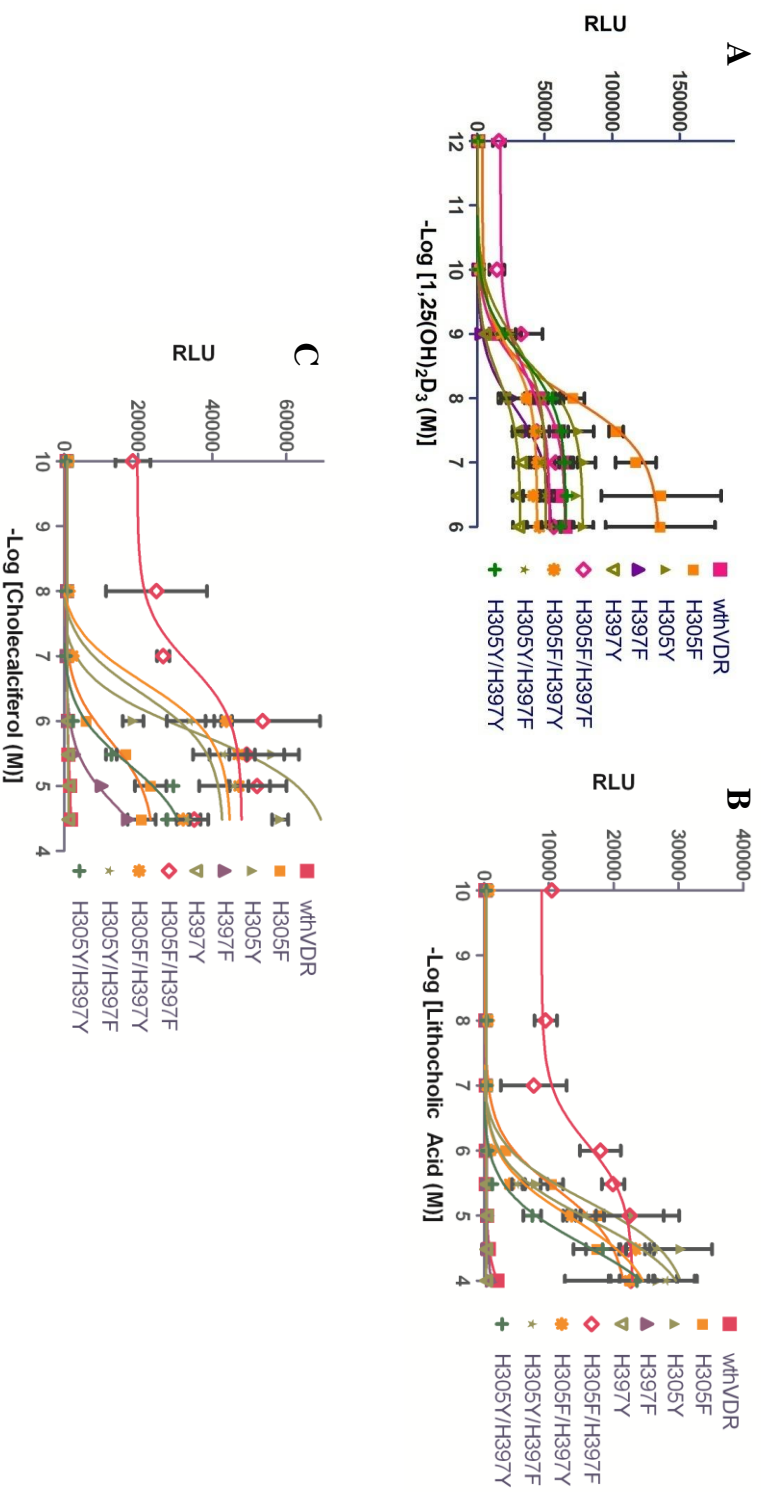 A
RLU
150000
100000
50000
0
12 11 10 9 8 7 6
-Log [1,25(OH)₂D₃ (M)]
wthVDR
H305F
H305Y
H397F
H397Y
H305F/H397F
H305F/H397Y
H305Y/H397F
H305Y/H397Y
B
RLU
40000
30000
20000
10000
0
10 9 8 7 6 5 4
-Log [Lithocholic Acid (M)]
wthVDR
H305F
H305Y
H397F
H397Y
H305F/H397F
H305F/H397Y
H305Y/H397F
H305Y/H397Y
C
RLU
60000
40000
20000
0
10 9 8 7 6 5 4
-Log [Cholecalciferol (M)]
wthVDR
H305F
H305Y
H397F
H397Y
H305F/H397F
H305F/H397Y
H305Y/H397F
H305Y/H397Y